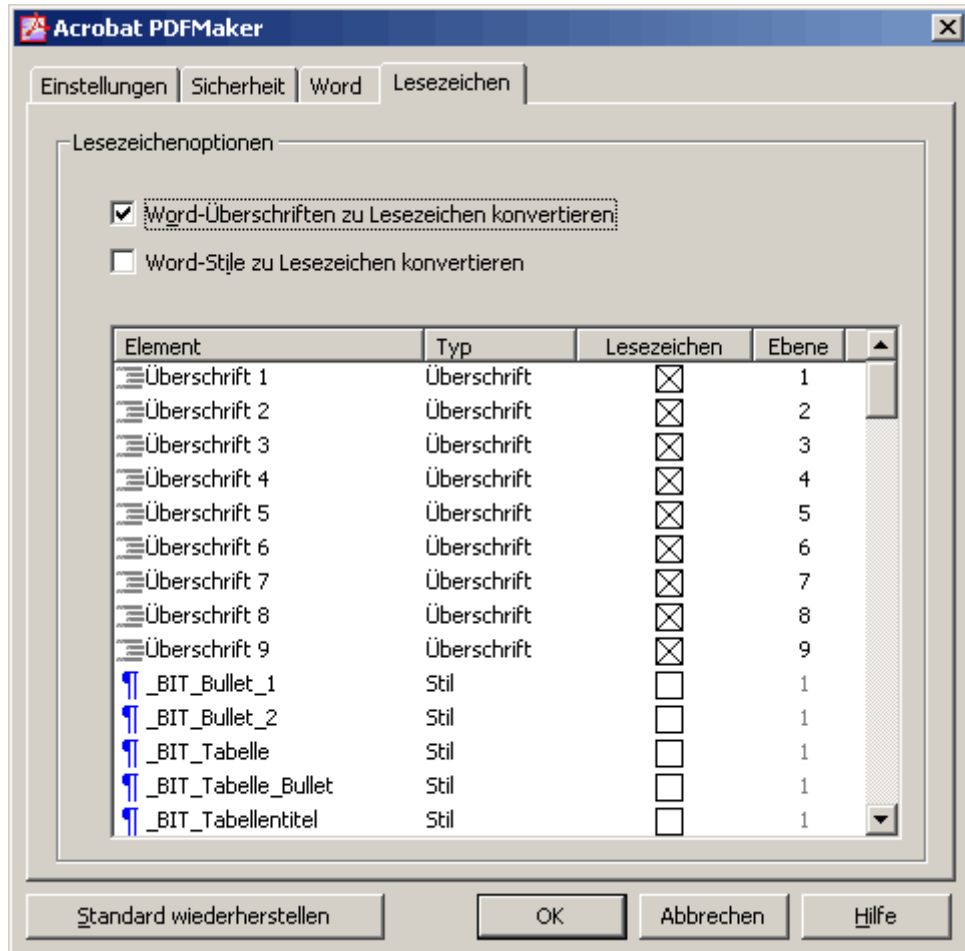 Acrobat PDFMaker
Einstellungen Sicherheit Word Lesezeichen
Lesezeichenoptionen
Word-Überschriften zu Lesezeichen konvertieren
Word-Stile zu Lesezeichen konvertieren
Element Typ Lesezeichen Ebene
Überschrift 1 Überschrift 1
Überschrift 2 Überschrift 2
Überschrift 3 Überschrift 3
Überschrift 4 Überschrift 4
Überschrift 5 Überschrift 5
Überschrift 6 Überschrift 6
Überschrift 7 Überschrift 7
Überschrift 8 Überschrift 8
Überschrift 9 Überschrift 9
¶ _BIT_Bullet_1 Stil 1
¶ _BIT_Bullet_2 Stil 1
¶ _BIT_Tabelle Stil 1
¶ _BIT_Tabelle_Bullet Stil 1
¶ _BIT_Tabellentitel Stil 1
Standard wiederherstellen OK Abbrechen Hilfe